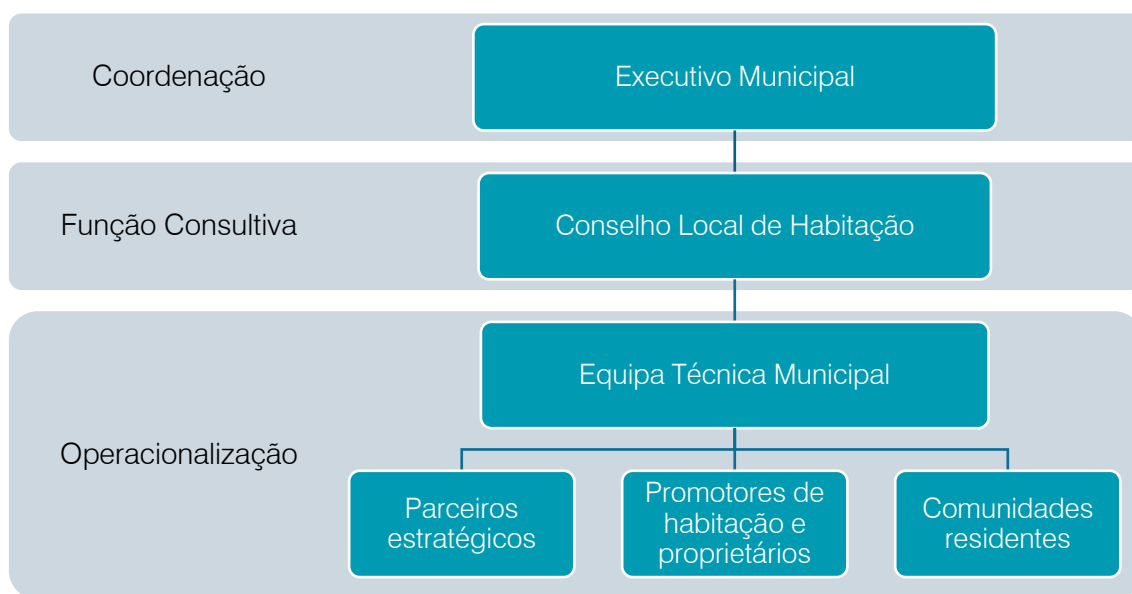 Coordenação
Executivo Municipal
Função Consultiva
Conselho Local de Habitação
Equipa Técnica Municipal
Operacionalização
Parceiros
estratégicos
Promotores de
habitação e
proprietários
Comunidades
residentes